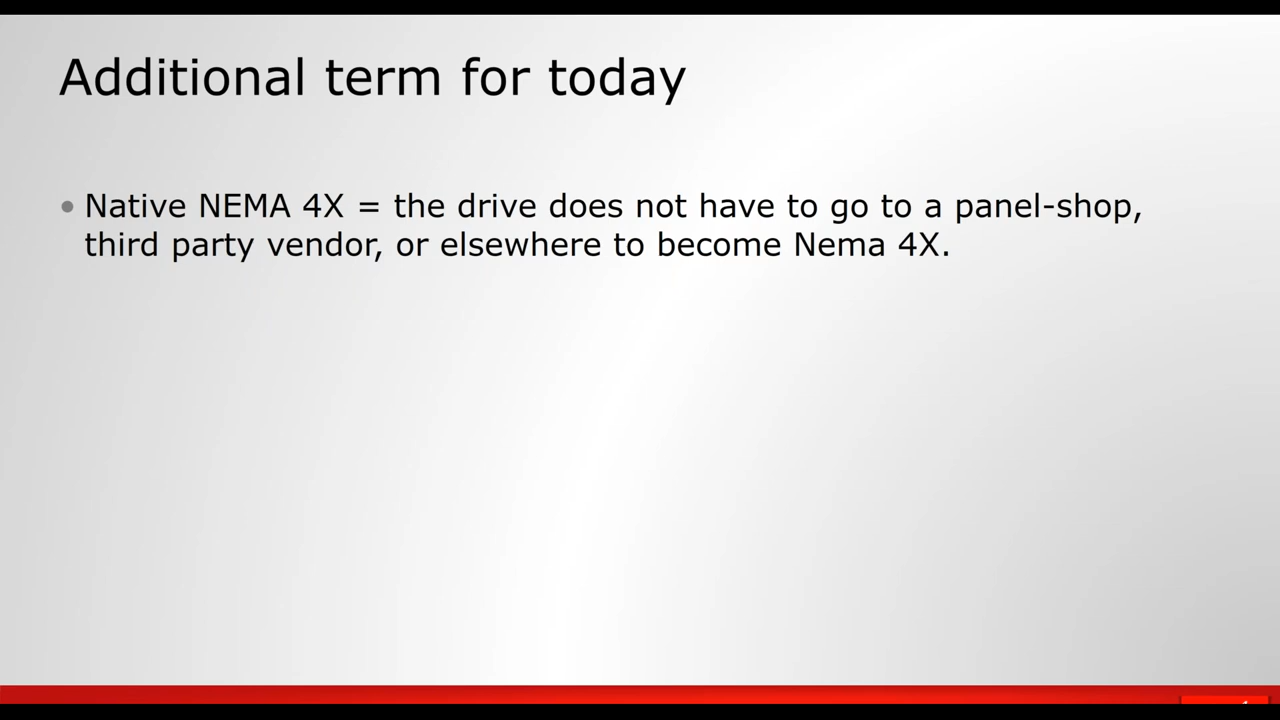 Additional term for today
• Native NEMA 4X = the drive does not have to go to a panel-shop,
third party vendor, or elsewhere to become Nema 4X.